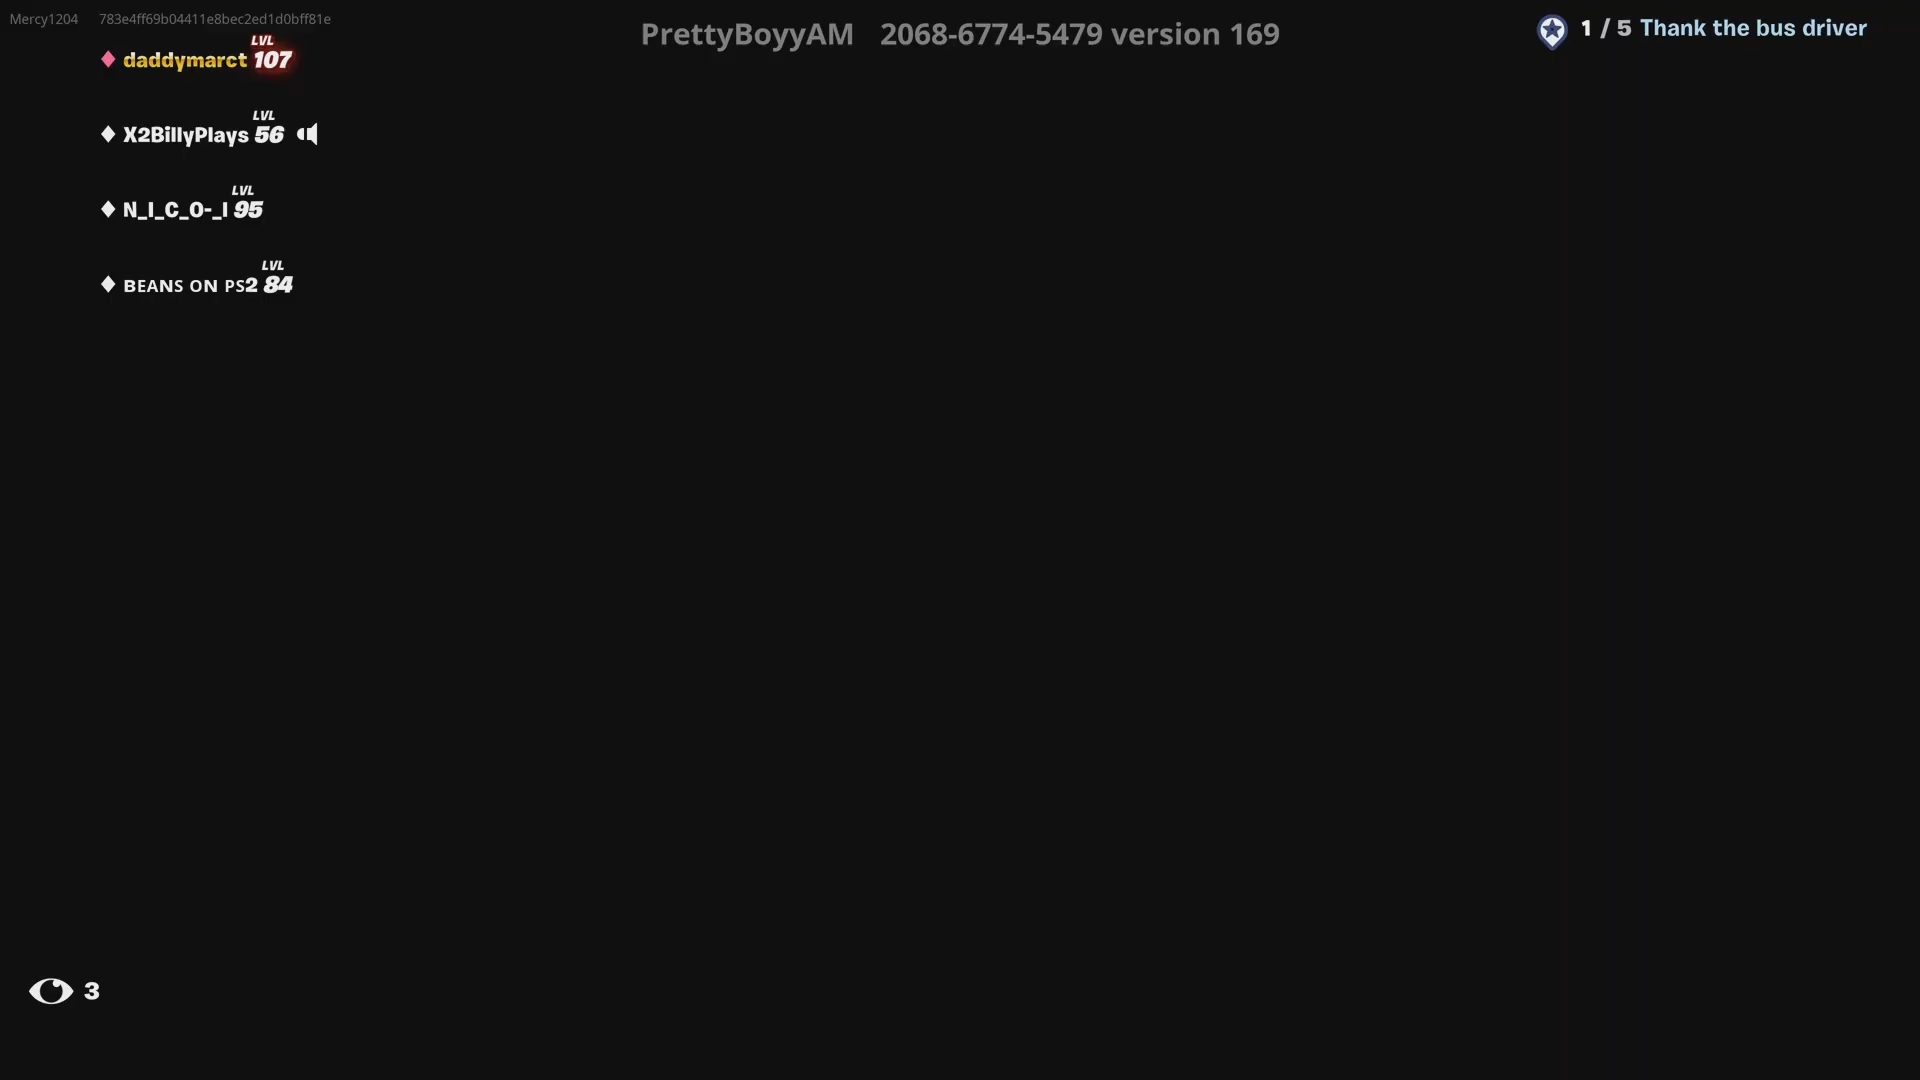 Mercy1204 783e4ff69b04411e8bec2ed1d0bff81e
PrettyBoyyAM 2068-6774-5479 version 169
1 / 5 Thank the bus driver
LVL
daddymarct 107
LVL
X2BillyPlays 56
LVL
N_I_C_O-_I 95
LVL
BEANS ON PS2 84
3